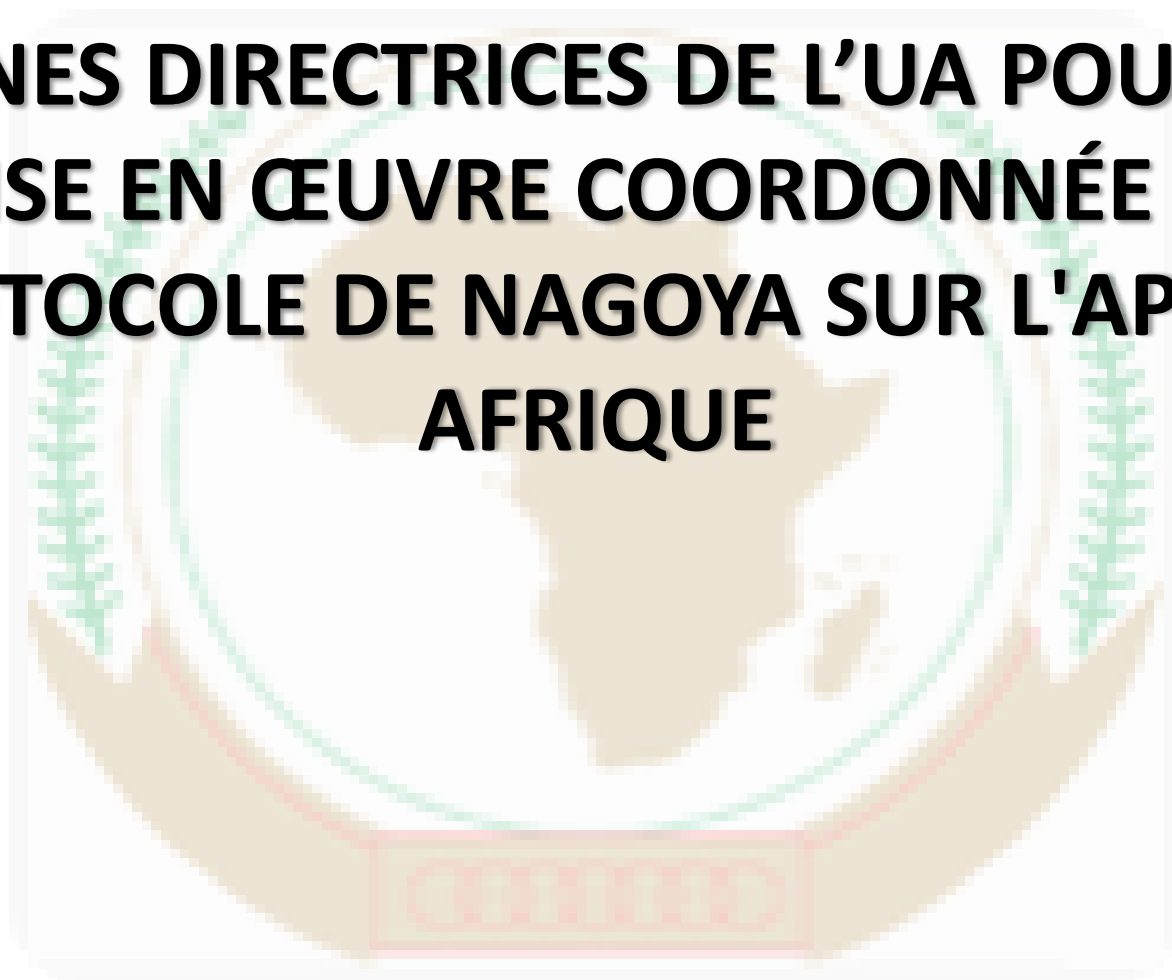 NES DIRECTRICES DE L’UA POU
SE EN ŒUVRE COORDONNÉE
TOCOLE DE NAGOYA SUR L'AP
AFRIQUE